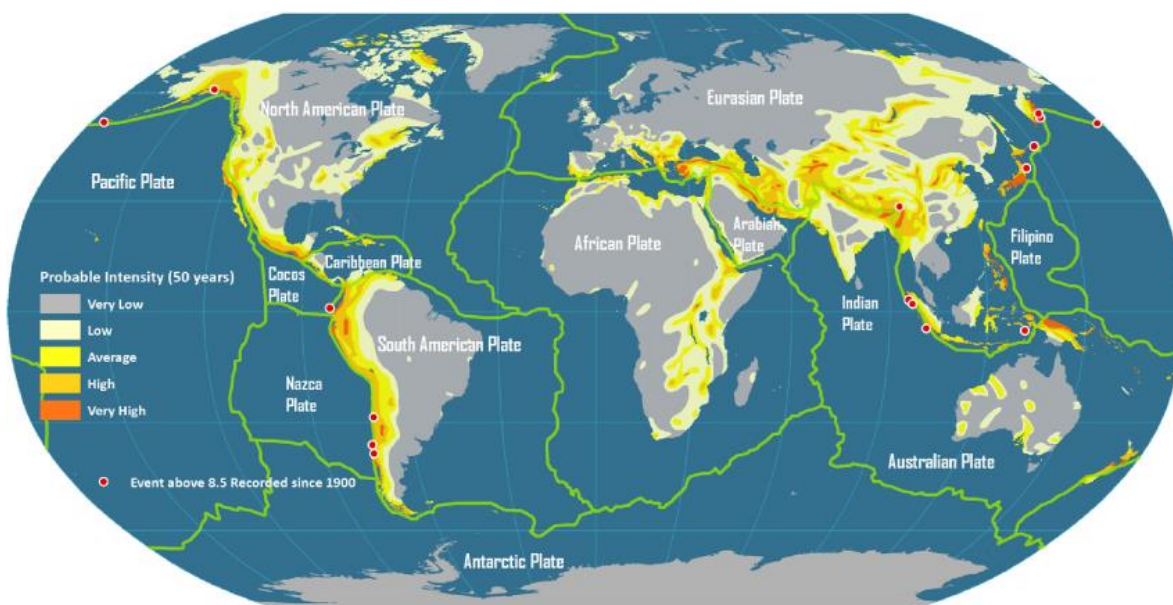 North American Plate
Eurasian Plate
Pacific Plate
Arabian
Plate
African Plate
Filipino
Plate
Caribbean Plate
Cocos
Plate
Indian
Plate
South American Plate
Nazca
Plate
Australian Plate
Antarctic Plate
Probable Intensity (50 years)
Very Low
Low
Average
High
Very High
Event above 8.5 Recorded since 1900